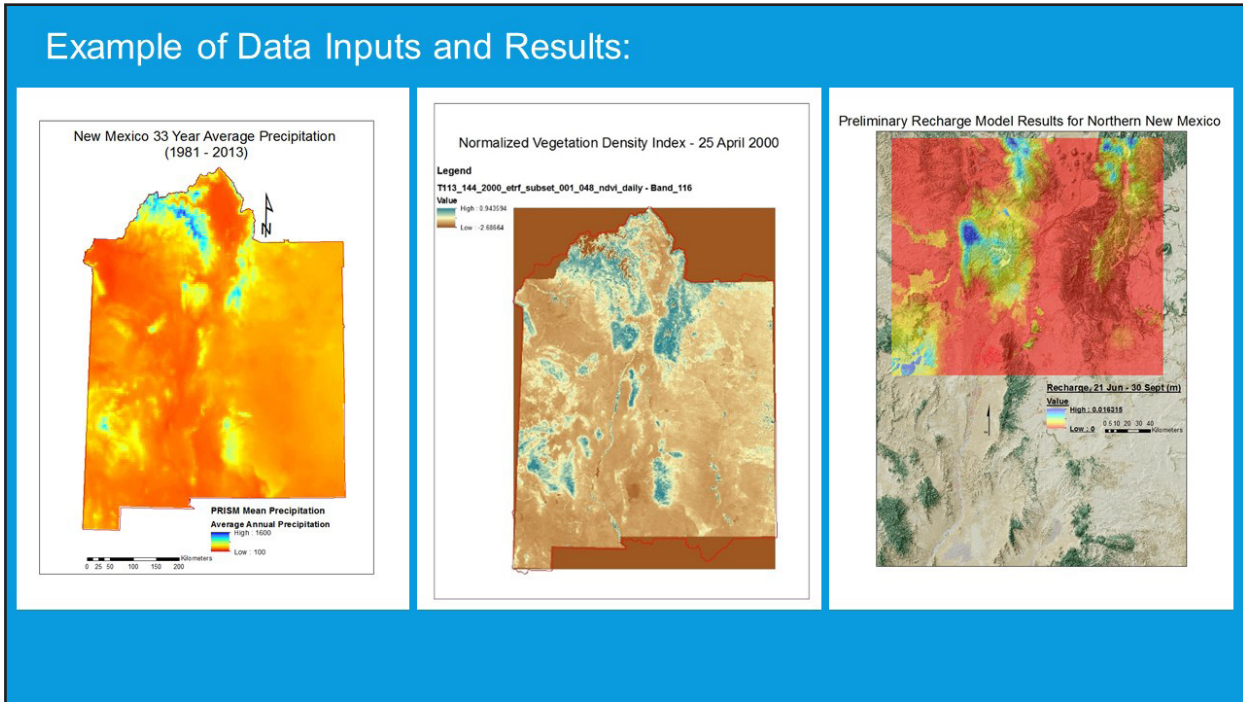 Example of Data Inputs and Results:
New Mexico 33 Year Average Precipitation
(1981 - 2013)
N
PRISM Mean Precipitation
Average Annual Precipitation
High : 1600
Low : 100
Kilometers
0 25 50 100 150 200
Normalized Vegetation Density Index - 25 April 2000
Legend
T113_144_2000_etrf_subset_001_048_ndvi_daily - Band_116
Value
High : 0.943594
Low : -2.68664
Preliminary Recharge Model Results for Northern New Mexico
Recharge, 21 Jun - 30 Sept (m)
Value
High : 0.016315
Low : 0
0 5 10 20 30 40
Kilometers